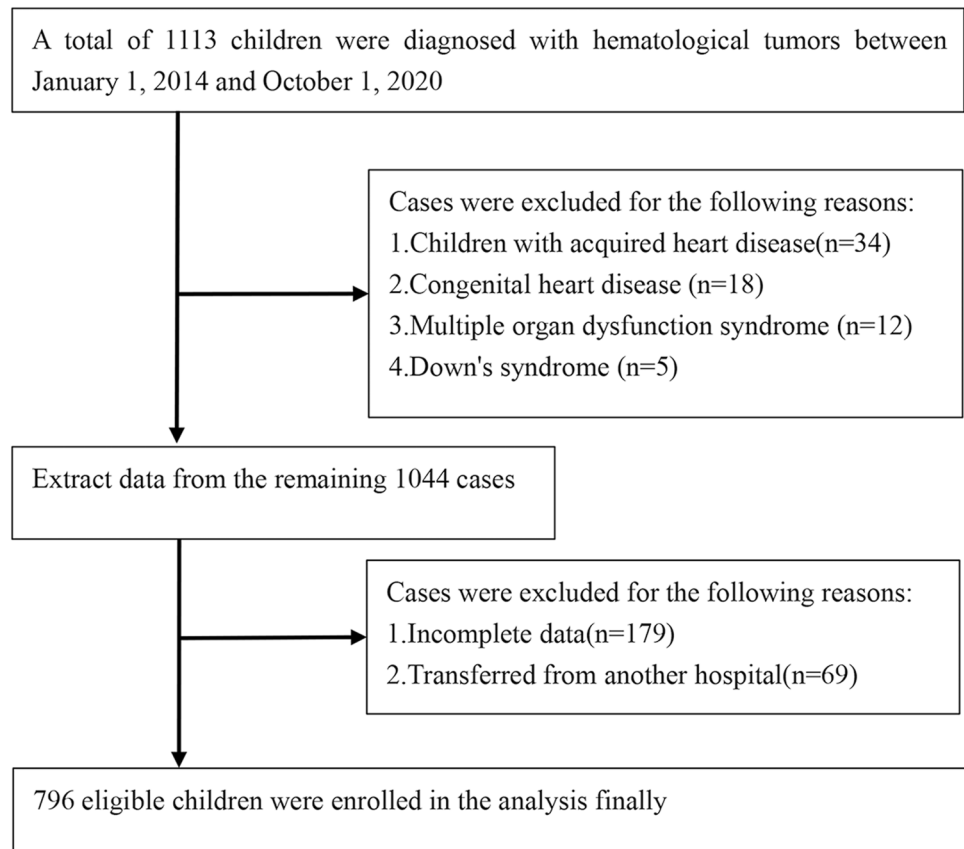 A total of 1113 children were diagnosed with hematological tumors between
January 1, 2014 and October 1, 2020
Cases were excluded for the following reasons:
1.Children with acquired heart disease(n=34)
2.Congenital heart disease (n=18)
3.Multiple organ dysfunction syndrome (n=12)
4.Down's syndrome (n=5)
Extract data from the remaining 1044 cases
Cases were excluded for the following reasons:
1.Incomplete data(n=179)
2.Transferred from another hospital(n=69)
796 eligible children were enrolled in the analysis finally